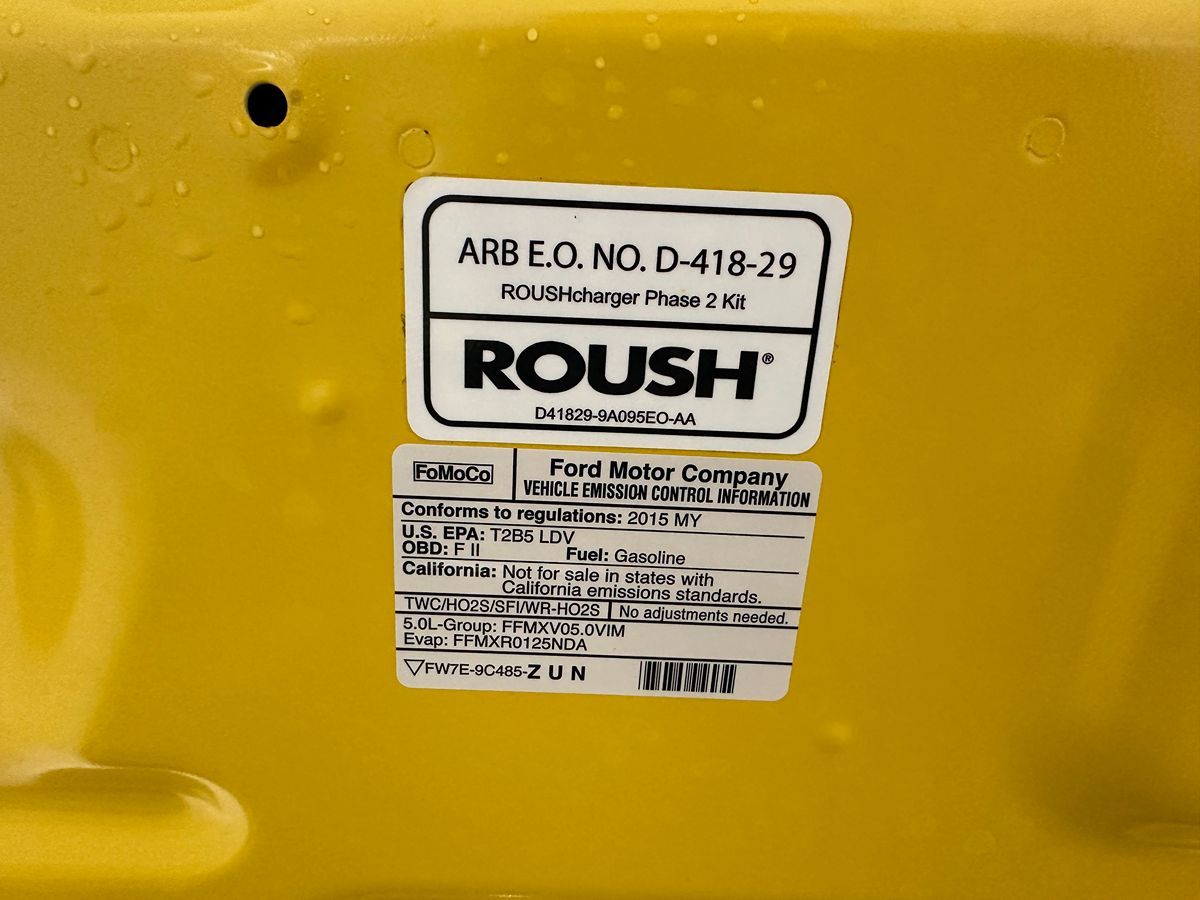 ARB E.O. NO. D-418-29
ROUSHcharger Phase 2 Kit
ROUSH®
D41829-9A095EO-AA
FoMoCo
Ford Motor Company
VEHICLE EMISSION CONTROL INFORMATION
Conforms to regulations: 2015 MY
U.S. EPA: T2B5 LDV
OBD: F II Fuel: Gasoline
California: Not for sale in states with
California emissions standards.
TWC/HO2S/SFI/WR-HO2S No adjustments needed.
5.0L-Group: FFMXV05.0VIM
Evap: FFMXR0125NDA
FW7E-9C485-Z U N